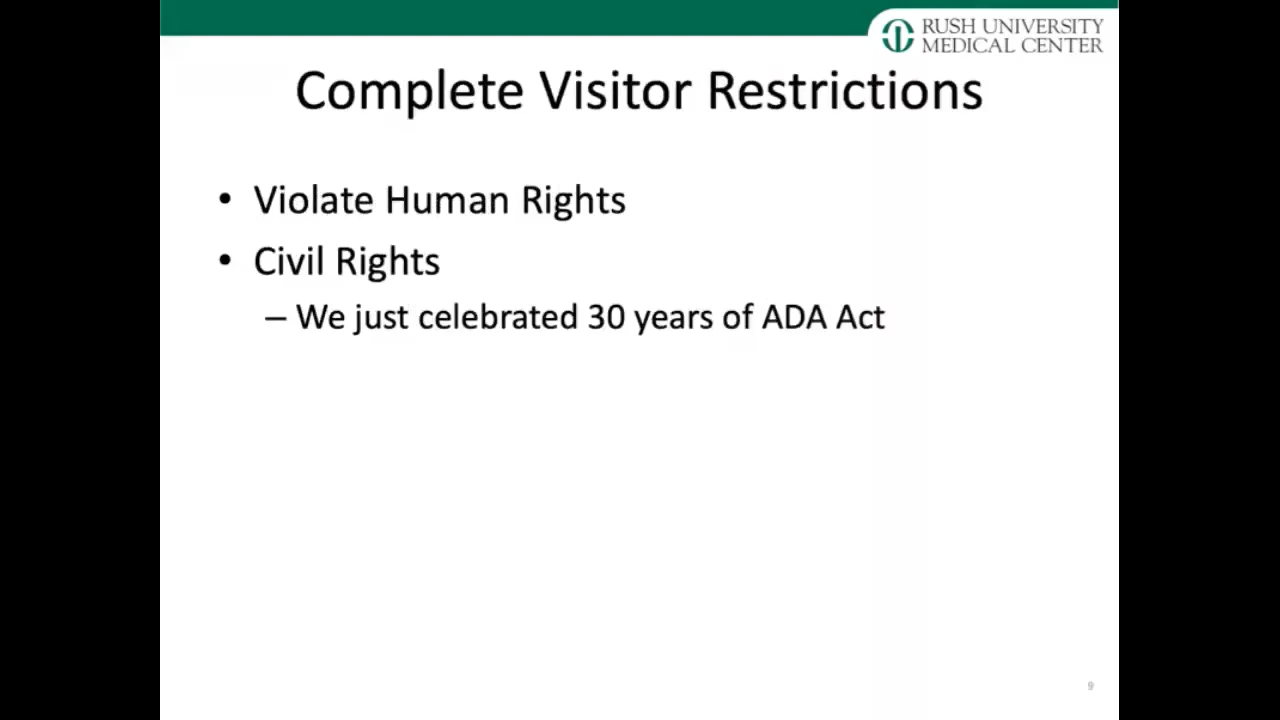 RUSH UNIVERSITY
MEDICAL CENTER
Complete Visitor Restrictions
• Violate Human Rights
• Civil Rights
– We just celebrated 30 years of ADA Act
9